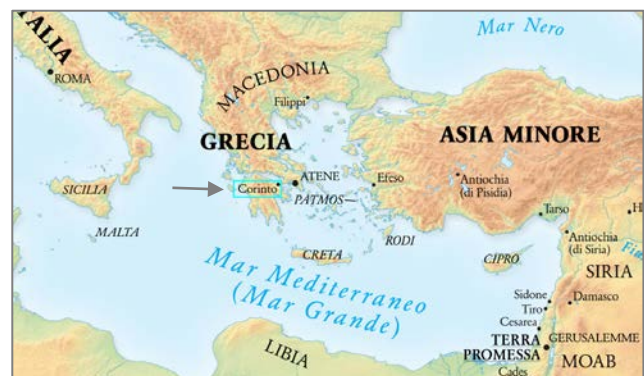 ITALIA
Mar Nero
ROMA
MACEDONIA
Filippi
GRECIA
ASIA MINORE
Corinto
ATENE
Efeso
Antiochia
(di Pisidia)
SICILIA
PATMOS
Tarso
MALTA
RODI
Antiochia
(di Siria)
CRETA
CIPRO
SIRIA
Mar Mediterraneo
(Mar Grande)
Sidone
Damasco
Tiro
Cesarea
TERRA
PROMESSA
GERUSALEMME
LIBIA
MOAB
Cades